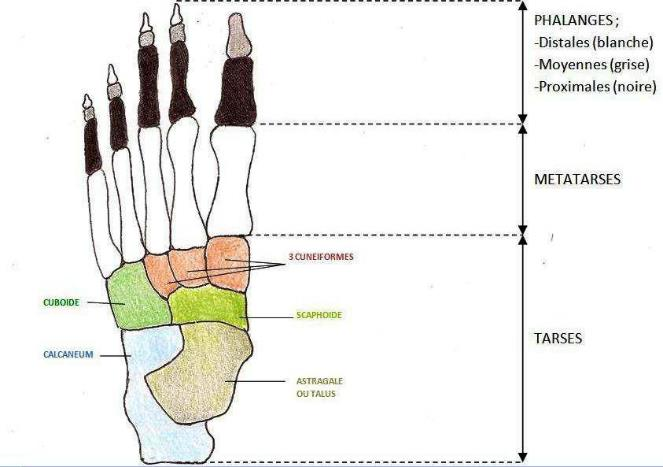 PHALANGES ;
-Distales (blanche)
-Moyennes (grise)
-Proximales (noire)
METATARSES
3 CUNEIFORMES
CUBOIDE
SCAPHOIDE
TARSES
CALCANEUM
ASTRAGALE
OU TALUS